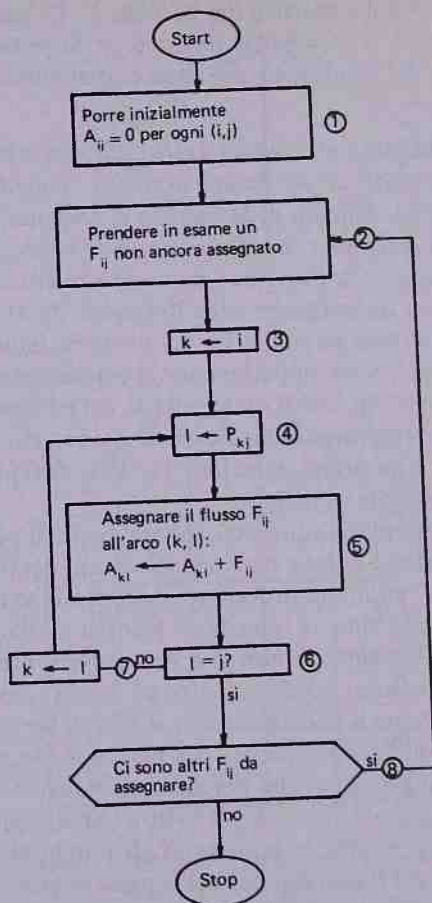 Start
Porre inizialmente
A_ij = 0 per ogni (i,j)
①
Prendere in esame un
F_ij non ancora assegnato
②
k ← i
③
l ← P_kj
④
Assegnare il flusso F_ij
all'arco (k, l):
A_kl ← A_kl + F_ij
⑤
l = j?
⑥
no
⑦
k ← l
si
Ci sono altri F_ij da
assegnare?
si
⑧
no
Stop